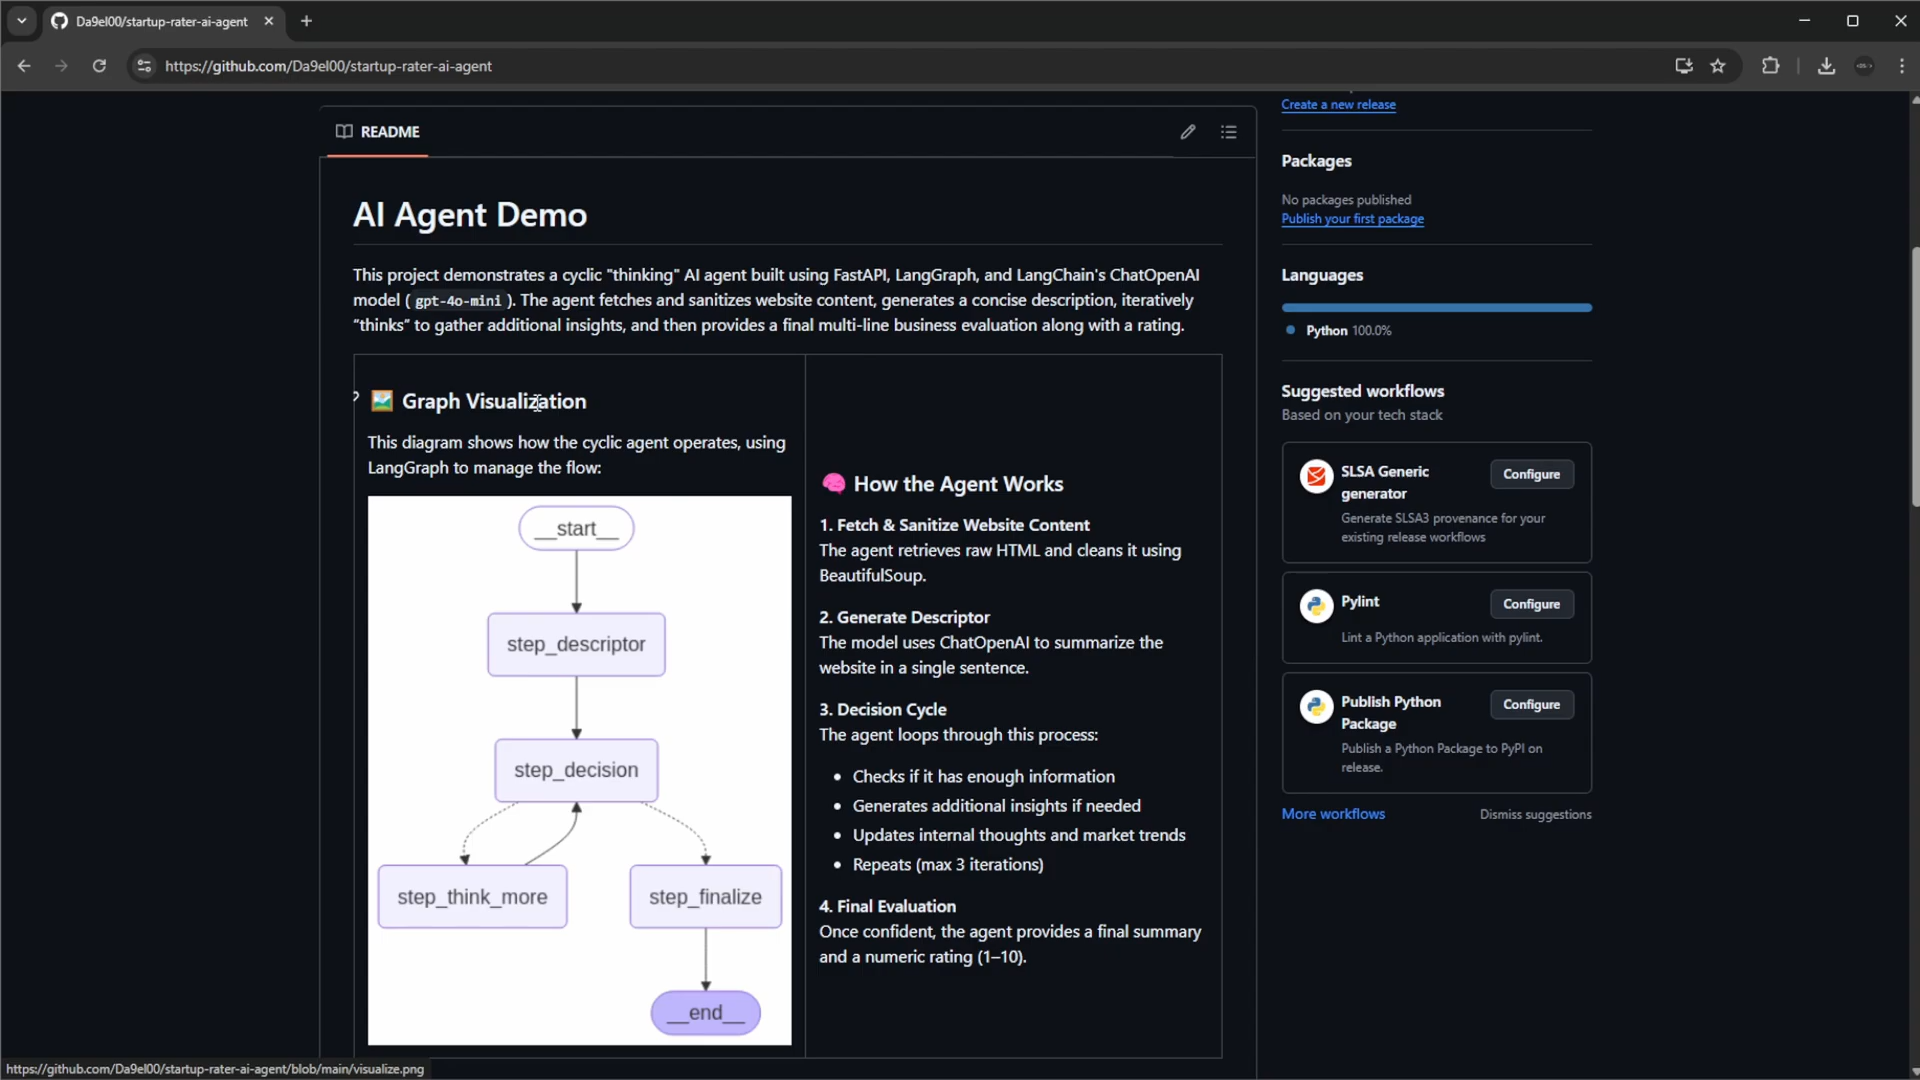 Da9el00/startup-rater-ai-agent
https://github.com/Da9el00/startup-rater-ai-agent
README
AI Agent Demo
This project demonstrates a cyclic "thinking" AI agent built using FastAPI, LangGraph, and LangChain's ChatOpenAI
model ( gpt-4o-mini ). The agent fetches and sanitizes website content, generates a concise description, iteratively
“thinks” to gather additional insights, and then provides a final multi-line business evaluation along with a rating.
Graph Visualization
This diagram shows how the cyclic agent operates, using
LangGraph to manage the flow:
__start__
step_descriptor
step_decision
step_think_more
step_finalize
__end__
How the Agent Works
1. Fetch & Sanitize Website Content
The agent retrieves raw HTML and cleans it using
BeautifulSoup.
2. Generate Descriptor
The model uses ChatOpenAI to summarize the
website in a single sentence.
3. Decision Cycle
The agent loops through this process:
• Checks if it has enough information
• Generates additional insights if needed
• Updates internal thoughts and market trends
• Repeats (max 3 iterations)
4. Final Evaluation
Once confident, the agent provides a final summary
and a numeric rating (1–10).
Create a new release
Packages
No packages published
Publish your first package
Languages
Python 100.0%
Suggested workflows
Based on your tech stack
SLSA Generic
generator
Configure
Generate SLSA3 provenance for your
existing release workflows
Pylint
Configure
Lint a Python application with pylint.
Publish Python
Package
Configure
Publish a Python Package to PyPI on
release.
More workflows
Dismiss suggestions
https://github.com/Da9el00/startup-rater-ai-agent/blob/main/visualize.png